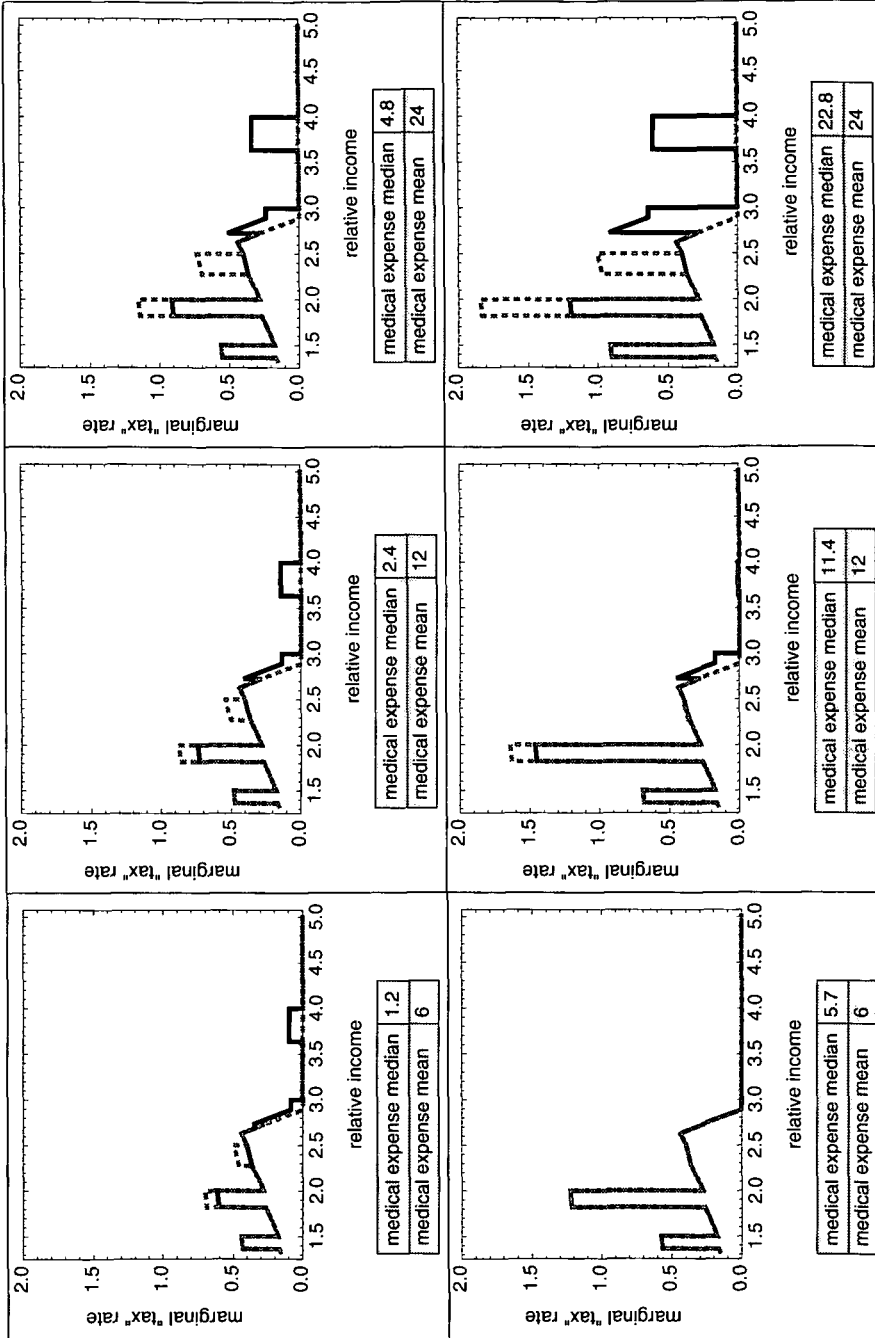 marginal "tax" rate
2.0
1.5
1.0
0.5
0.0
1.5 2.0 2.5 3.0 3.5 4.0 4.5 5.0
relative income
medical expense median 1.2
medical expense mean 6
marginal "tax" rate
2.0
1.5
1.0
0.5
0.0
1.5 2.0 2.5 3.0 3.5 4.0 4.5 5.0
relative income
medical expense median 2.4
medical expense mean 12
marginal "tax" rate
2.0
1.5
1.0
0.5
0.0
1.5 2.0 2.5 3.0 3.5 4.0 4.5 5.0
relative income
medical expense median 4.8
medical expense mean 24
marginal "tax" rate
2.0
1.5
1.0
0.5
0.0
1.5 2.0 2.5 3.0 3.5 4.0 4.5 5.0
relative income
medical expense median 5.7
medical expense mean 6
marginal "tax" rate
2.0
1.5
1.0
0.5
0.0
1.5 2.0 2.5 3.0 3.5 4.0 4.5 5.0
relative income
medical expense median 11.4
medical expense mean 12
marginal "tax" rate
2.0
1.5
1.0
0.5
0.0
1.5 2.0 2.5 3.0 3.5 4.0 4.5 5.0
relative income
medical expense median 22.8
medical expense mean 24